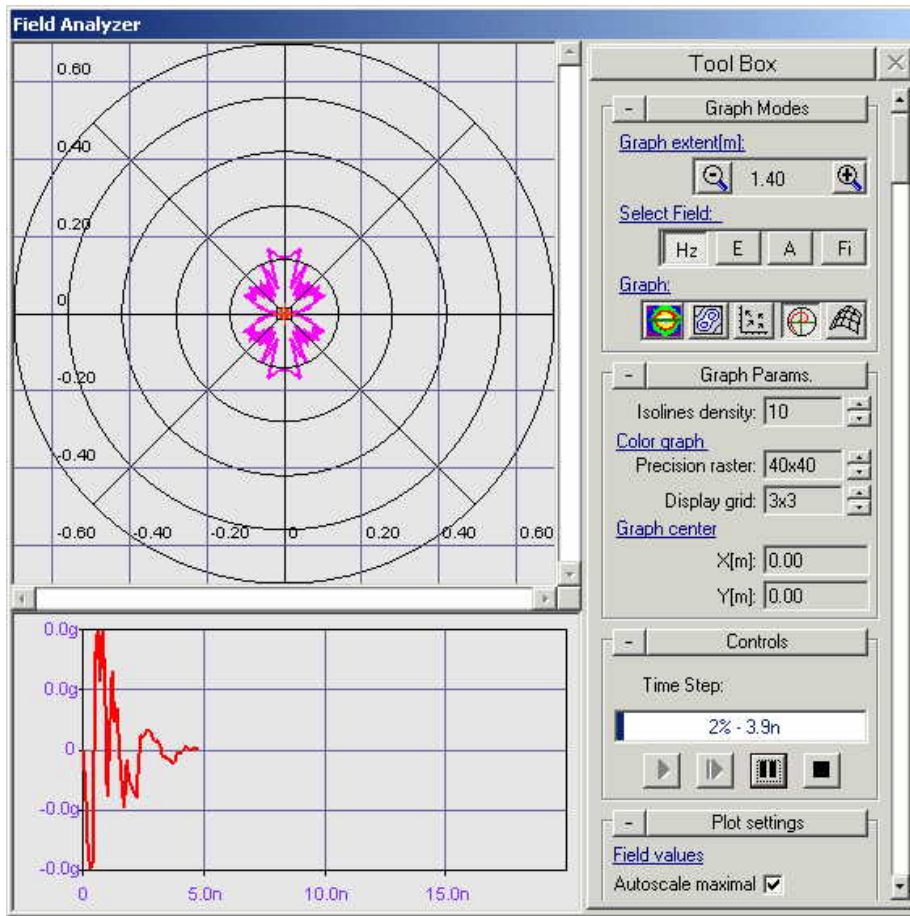 Field Analyzer
0.60
0.40
0.20
0
-0.20
-0.40
-0.60 -0.40 -0.20 0 0.20 0.40 0.60
0.0g
0.0g
0
-0.0g
-0.0g
0 5.0n 10.0n 15.0n
Tool Box
- Graph Modes
Graph extent[m]:
1.40
Select Field:
Hz E A Fi
Graph:
- Graph Params.
Isolines density: 10
Color graph
Precision raster: 40x40
Display grid: 3x3
Graph center
X[m]: 0.00
Y[m]: 0.00
- Controls
Time Step:
2% - 3.9n
- Plot settings
Field values
Autoscale maximal